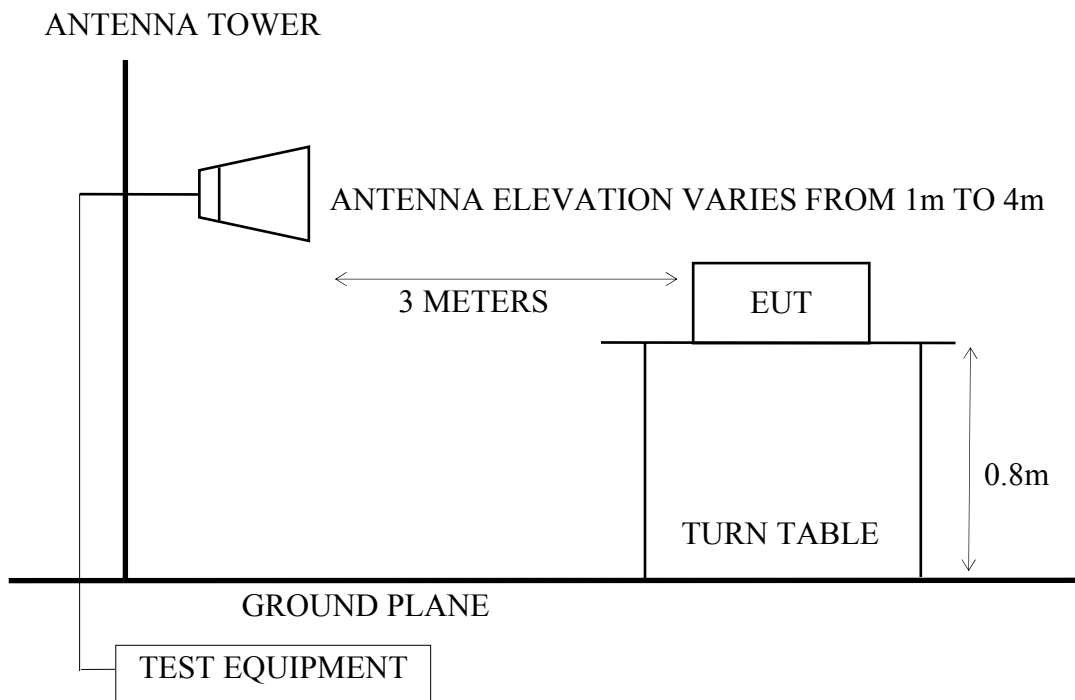 ANTENNA TOWER
ANTENNA ELEVATION VARIES FROM 1m TO 4m
3 METERS
EUT
0.8m
TURN TABLE
GROUND PLANE
TEST EQUIPMENT